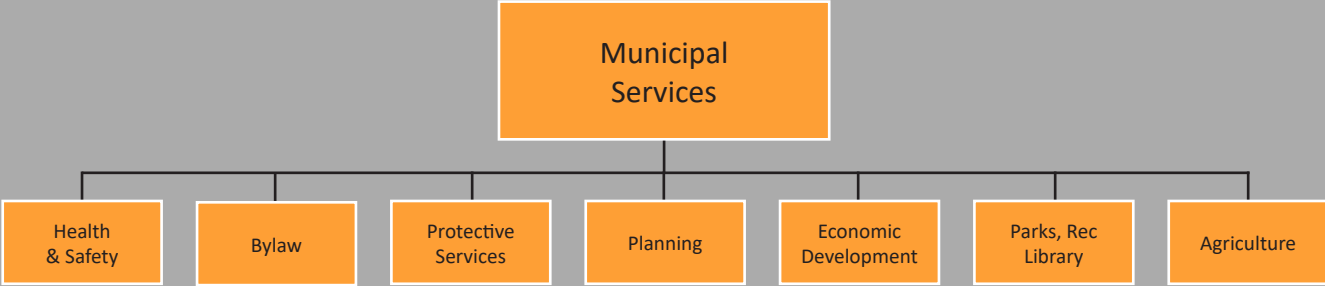 Municipal
Services
Health
& Safety
Bylaw
Protective
Services
Planning
Economic
Development
Parks, Rec
Library
Agriculture